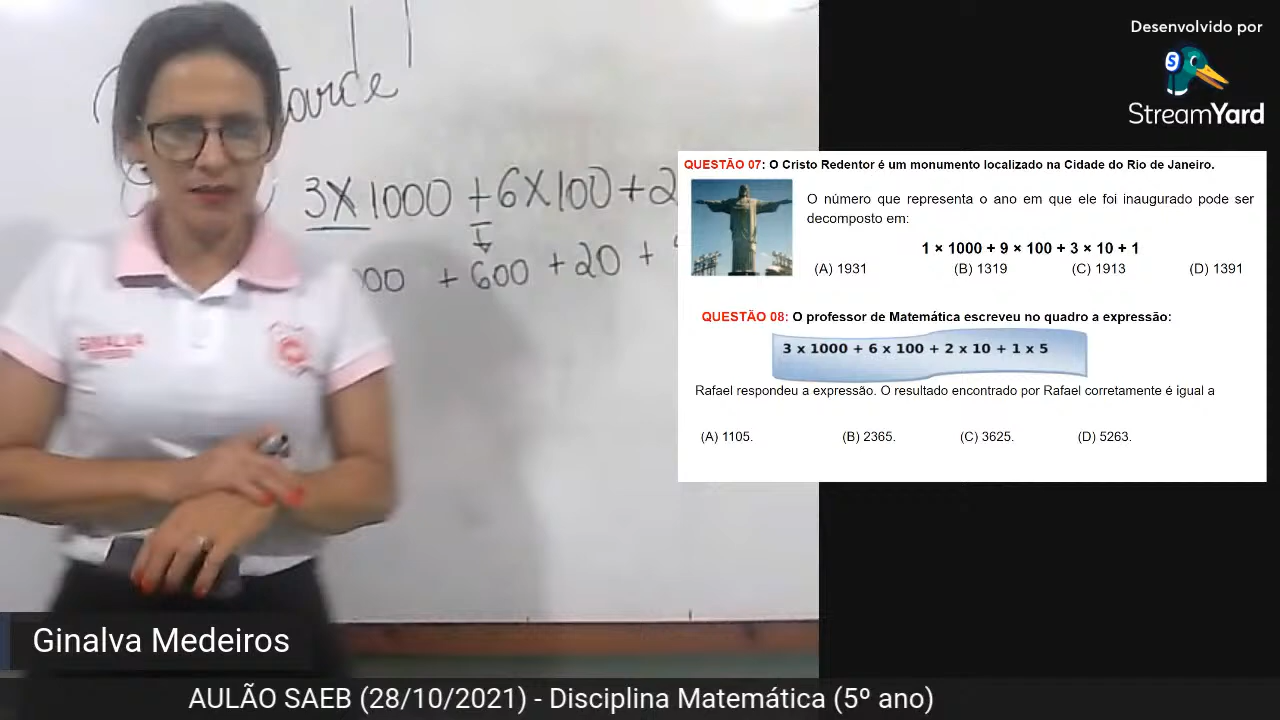 tarde!
3X1000 + 6X100 + 2
00 + 600 + 20 +
GINALVA
Desenvolvido por
StreamYard
QUESTÃO 07: O Cristo Redentor é um monumento localizado na Cidade do Rio de Janeiro.
O número que representa o ano em que ele foi inaugurado pode ser
decomposto em:
1 × 1000 + 9 × 100 + 3 × 10 + 1
(A) 1931 (B) 1319 (C) 1913 (D) 1391
QUESTÃO 08: O professor de Matemática escreveu no quadro a expressão:
3 x 1000 + 6 x 100 + 2 x 10 + 1 x 5
Rafael respondeu a expressão. O resultado encontrado por Rafael corretamente é igual a
(A) 1105. (B) 2365. (C) 3625. (D) 5263.
Ginalva Medeiros
AULÃO SAEB (28/10/2021) - Disciplina Matemática (5º ano)